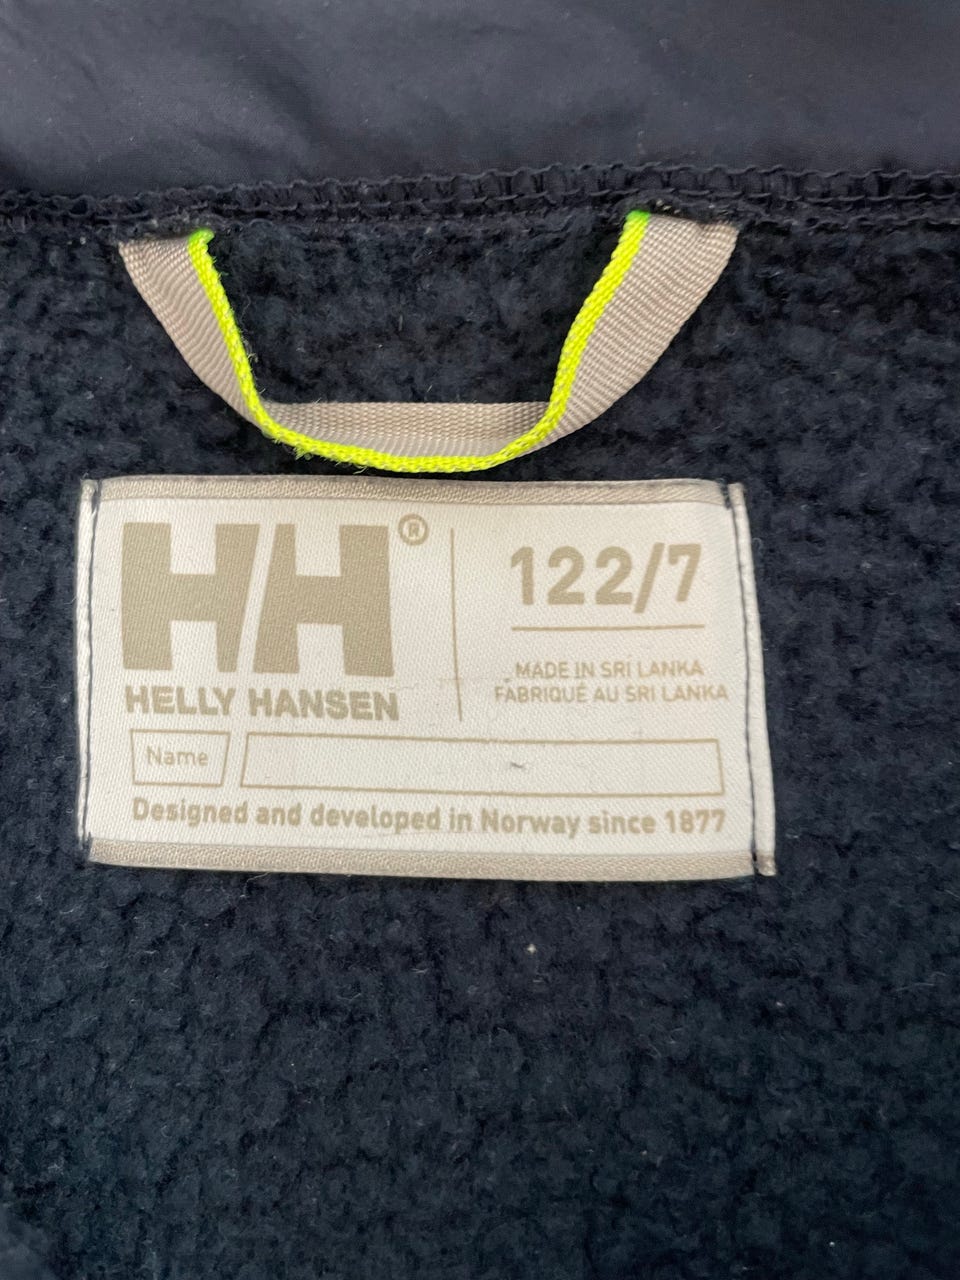 HH®
HELLY HANSEN
122/7
MADE IN SRI LANKA
FABRIQUÉ AU SRI LANKA
Name
Designed and developed in Norway since 1877